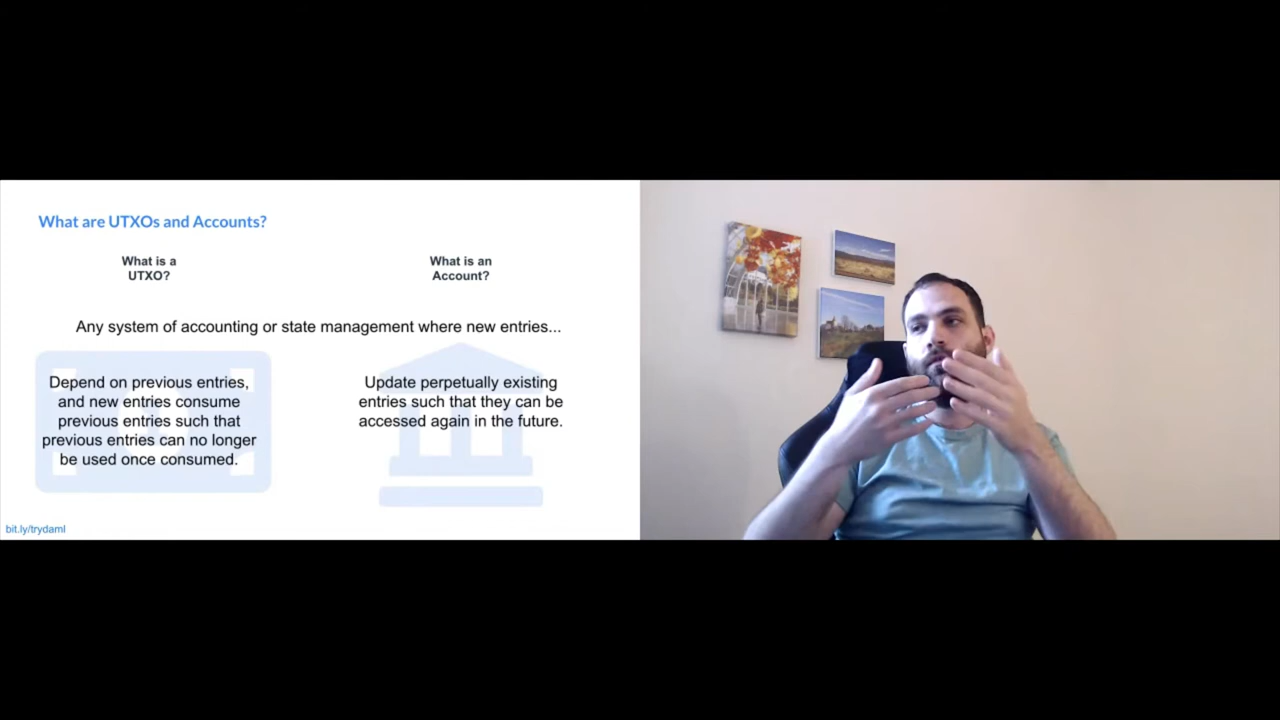 What are UTXOs and Accounts?
What is a
UTXO?
What is an
Account?
Any system of accounting or state management where new entries...
Depend on previous entries,
and new entries consume
previous entries such that
previous entries can no longer
be used once consumed.
Update perpetually existing
entries such that they can be
accessed again in the future.
bit.ly/trydaml